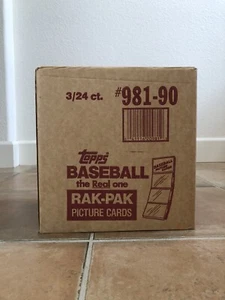 3/24 ct. #981-90
Topps
BASEBALL
the Real one
RAK-PAK
PICTURE CARDS